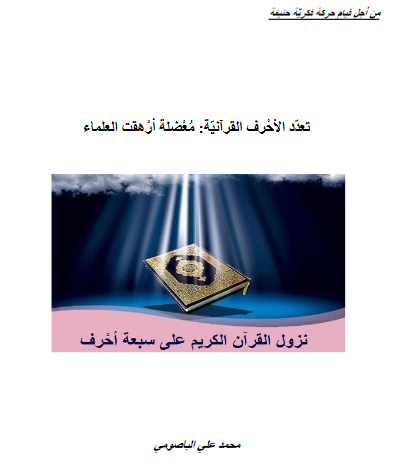 من أجل قيام حركة فكريّة حنيفة
تعدّد الأحْرف القرآنيّة: مُعْضلة أرْهقت العلماء
نزول القرآن الكريم على سبعة أحْرف
محمد علي الباصومي